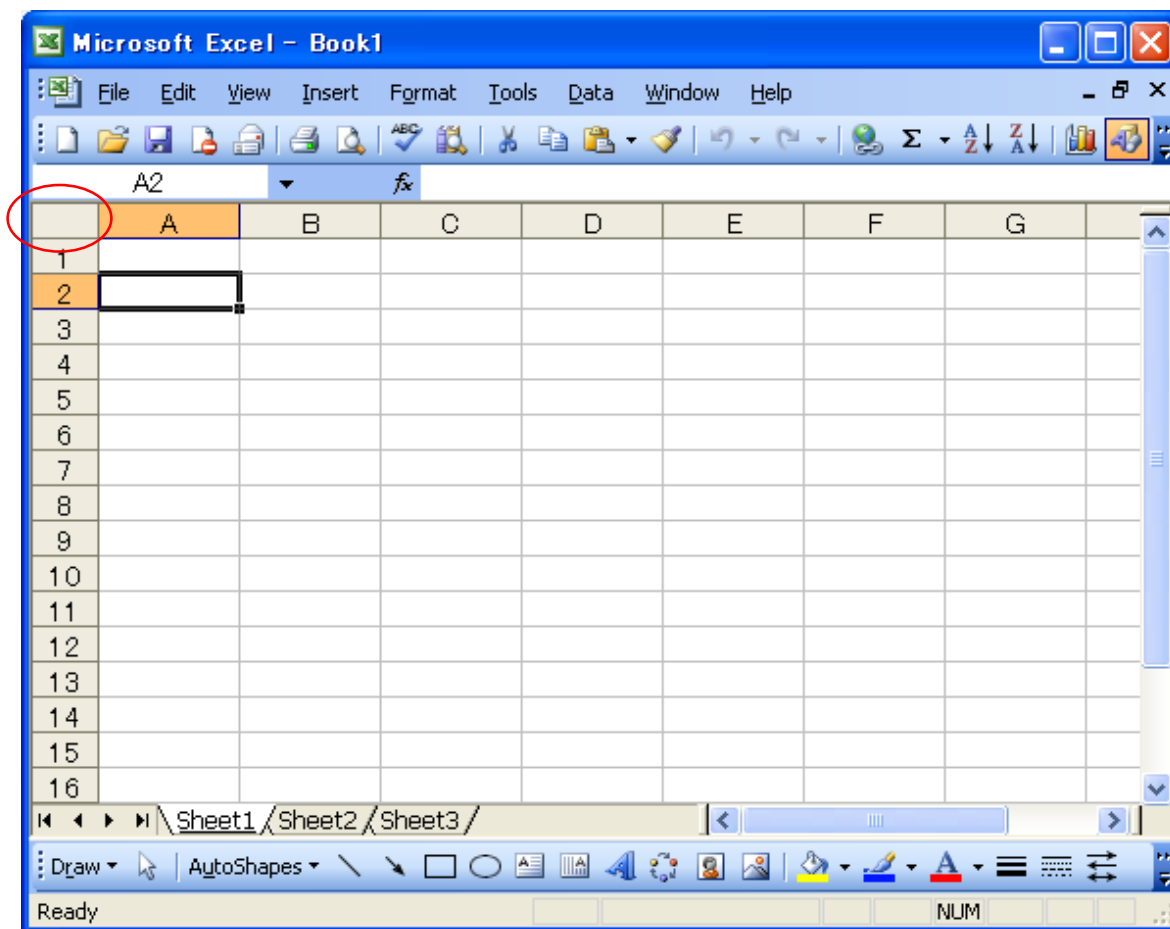 Microsoft Excel - Book1
File Edit View Insert Format Tools Data Window Help
ABC Σ A Z Z A
A2 fx
A B C D E F G
1
2
3
4
5
6
7
8
9
10
11
12
13
14
15
16
Sheet1 Sheet2 Sheet3
Draw AutoShapes A
Ready NUM